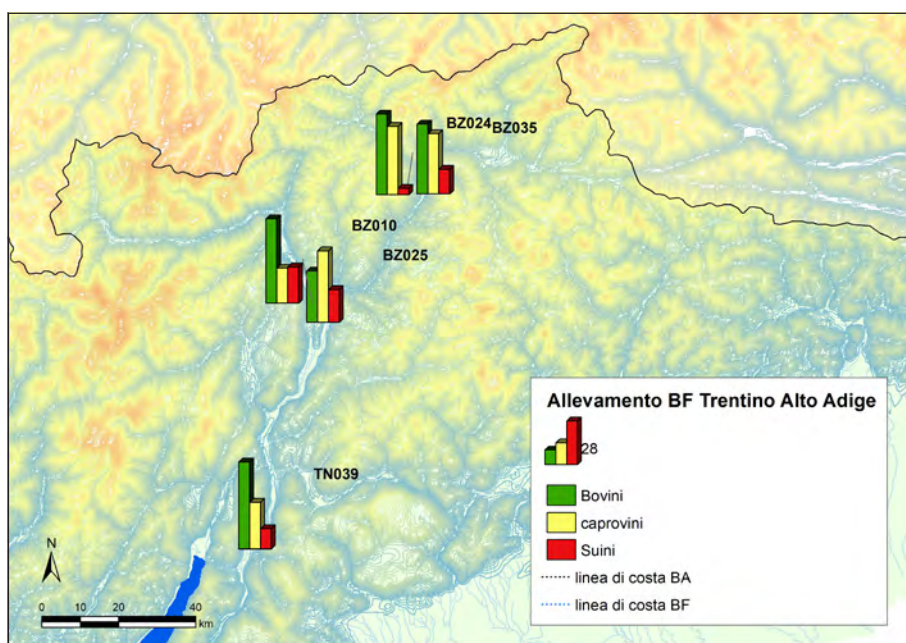 BZ024 BZ035
BZ010
BZ025
TN039
Allevamento BF Trentino Alto Adige
28
Bovini
caprovini
Suini
linea di costa BA
linea di costa BF
N
0 10 20 40
km